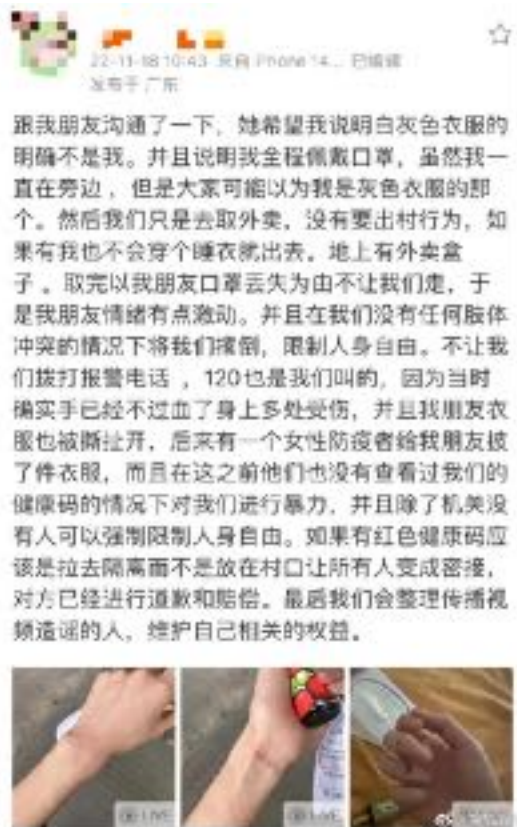 22-11-18 10:43 来自 iPhone 14... 已编辑
发布于 广东
跟我朋友沟通了一下，她希望我说明白灰色衣服的
明确不是我。并且说明我全程佩戴口罩，虽然我一
直在旁边，但是大家可能以为我是灰色衣服的那
个。然后我们只是去取外卖，没有要出村行为，如
果有我也不会穿个睡衣就出去。地上有外卖盒
子。取完以我朋友口罩丢失为由不让我们走，于
是我朋友情绪有点激动。并且在我们没有任何肢体
冲突的情况下将我们撂倒，限制人身自由。不让我
们拨打报警电话，120也是我们叫的，因为当时
确实手已经不过血了身上多处受伤，并且我朋友衣
服也被撕扯开，后来有一个女性防疫者给我朋友披
了件衣服，而且在这之前他们也没有查看过我们的
健康码的情况下对我们进行暴力，并且除了机关没
有人可以强制限制人身自由。如果有红色健康码应
该是拉去隔离而不是放在村口让所有人变成密接，
对方已经进行道歉和赔偿。最后我们会整理传播视
频造谣的人，维护自己相关的权益。
LIVE
LIVE